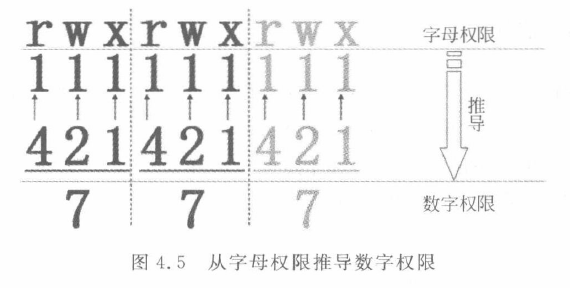 r w x r w x r w x 字母权限
1 1 1 1 1 1 1 1 1
推导
4 2 1 4 2 1 4 2 1
7 7 7 数字权限
图 4.5 从字母权限推导数字权限